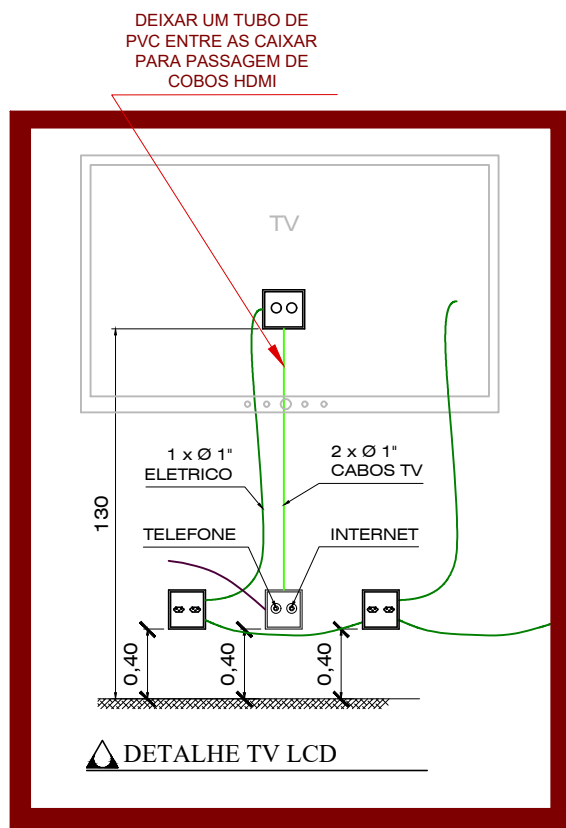 DEIXAR UM TUBO DE
PVC ENTRE AS CAIXAR
PARA PASSAGEM DE
COBOS HDMI
TV
1 x Ø 1"
ELETRICO
2 x Ø 1"
CABOS TV
130
TELEFONE
INTERNET
0,40
0,40
0,40
DETALHE TV LCD